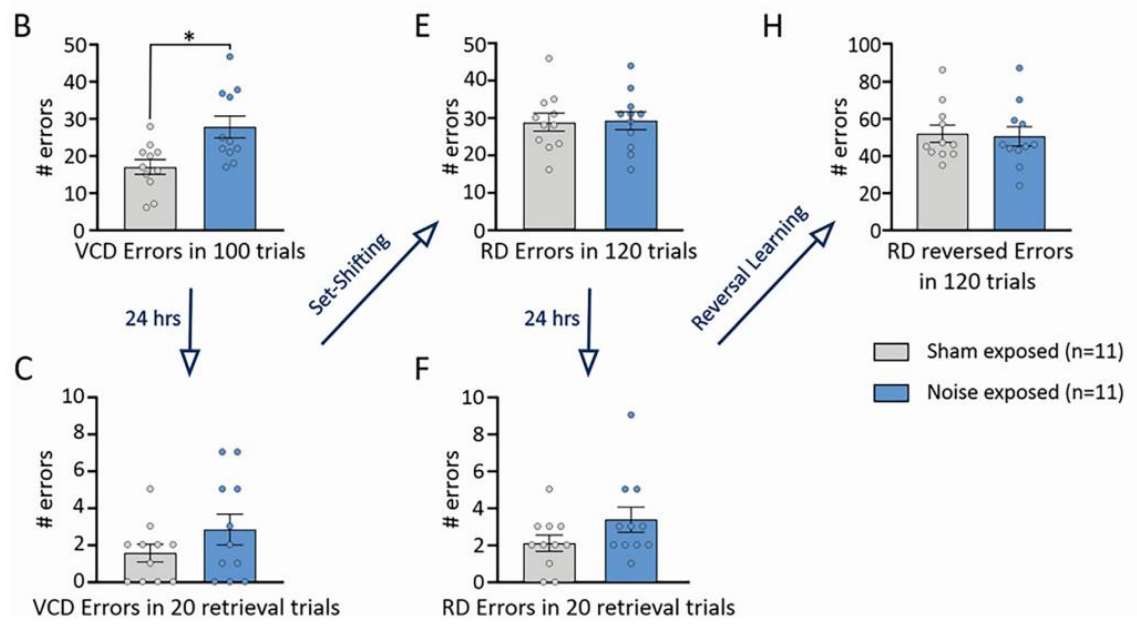 B
*
50
40
30
20
10
0
# errors
VCD Errors in 100 trials
E
50
40
30
20
10
0
# errors
RD Errors in 120 trials
H
100
80
60
40
20
0
# errors
RD reversed Errors
in 120 trials
24 hrs
Set-Shifting
24 hrs
Reversal Learning
Sham exposed (n=11)
Noise exposed (n=11)
C
10
8
6
4
2
0
# errors
VCD Errors in 20 retrieval trials
F
10
8
6
4
2
0
# errors
RD Errors in 20 retrieval trials